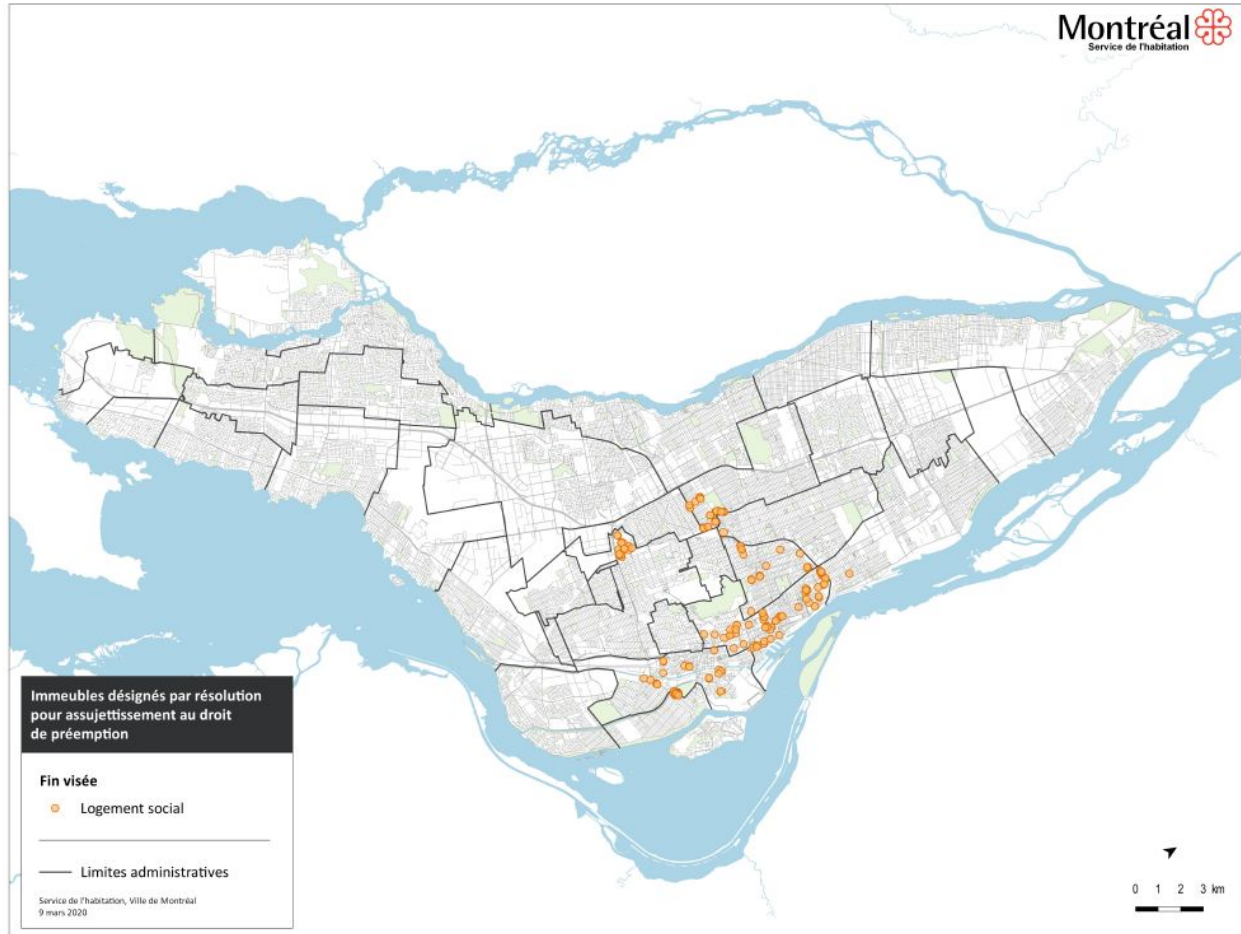 Montréal
Service de l'habitation
Immeubles désignés par résolution
pour assujettissement au droit
de préemption
Fin visée
Logement social
Limites administratives
Service de l'habitation, Ville de Montréal
9 mars 2020
0 1 2 3 km